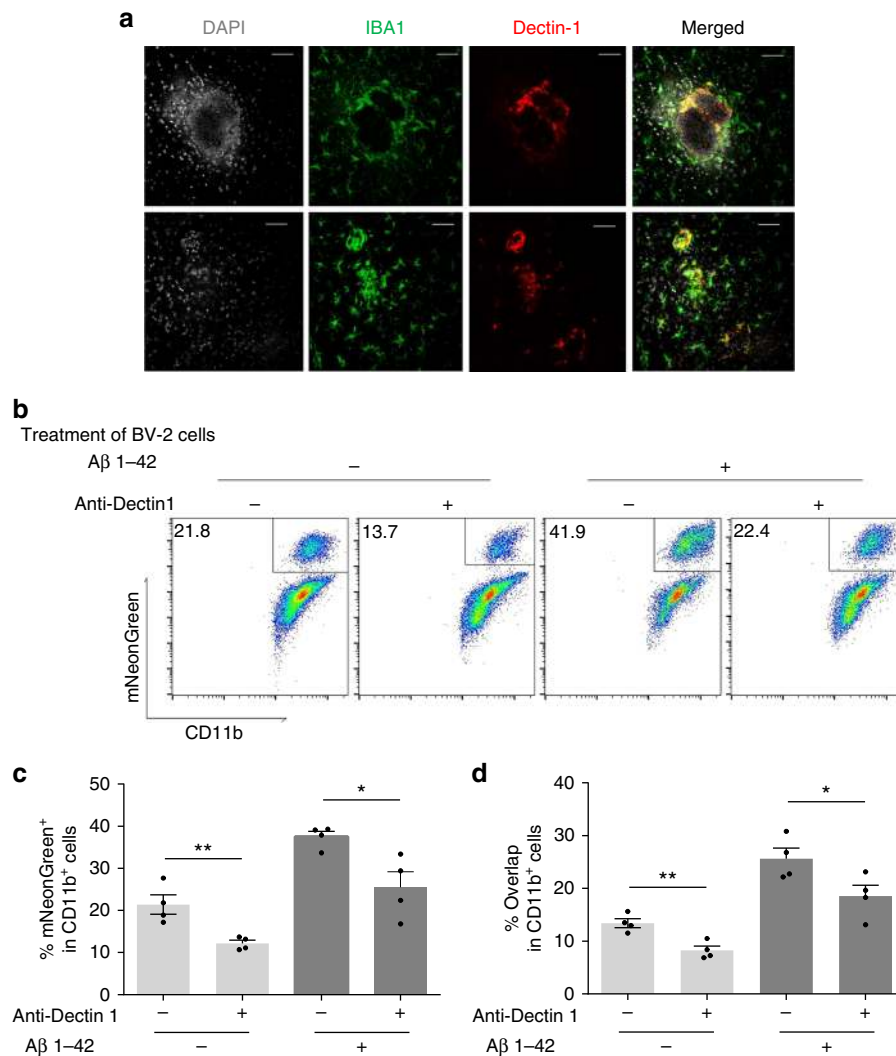 a
DAPI IBA1 Dectin-1 Merged
b
Treatment of BV-2 cells
Aβ 1–42 – +
Anti-Dectin1 – + – +
21.8 13.7 41.9 22.4
mNeonGreen
CD11b
c
50
40
30
20
10
0
% mNeonGreen⁺
in CD11b⁺ cells
** *
Anti-Dectin 1 – + – +
Aβ 1–42 – +
d
40
30
20
10
0
% Overlap
in CD11b⁺ cells
** *
Anti-Dectin 1 – + – +
Aβ 1–42 – +